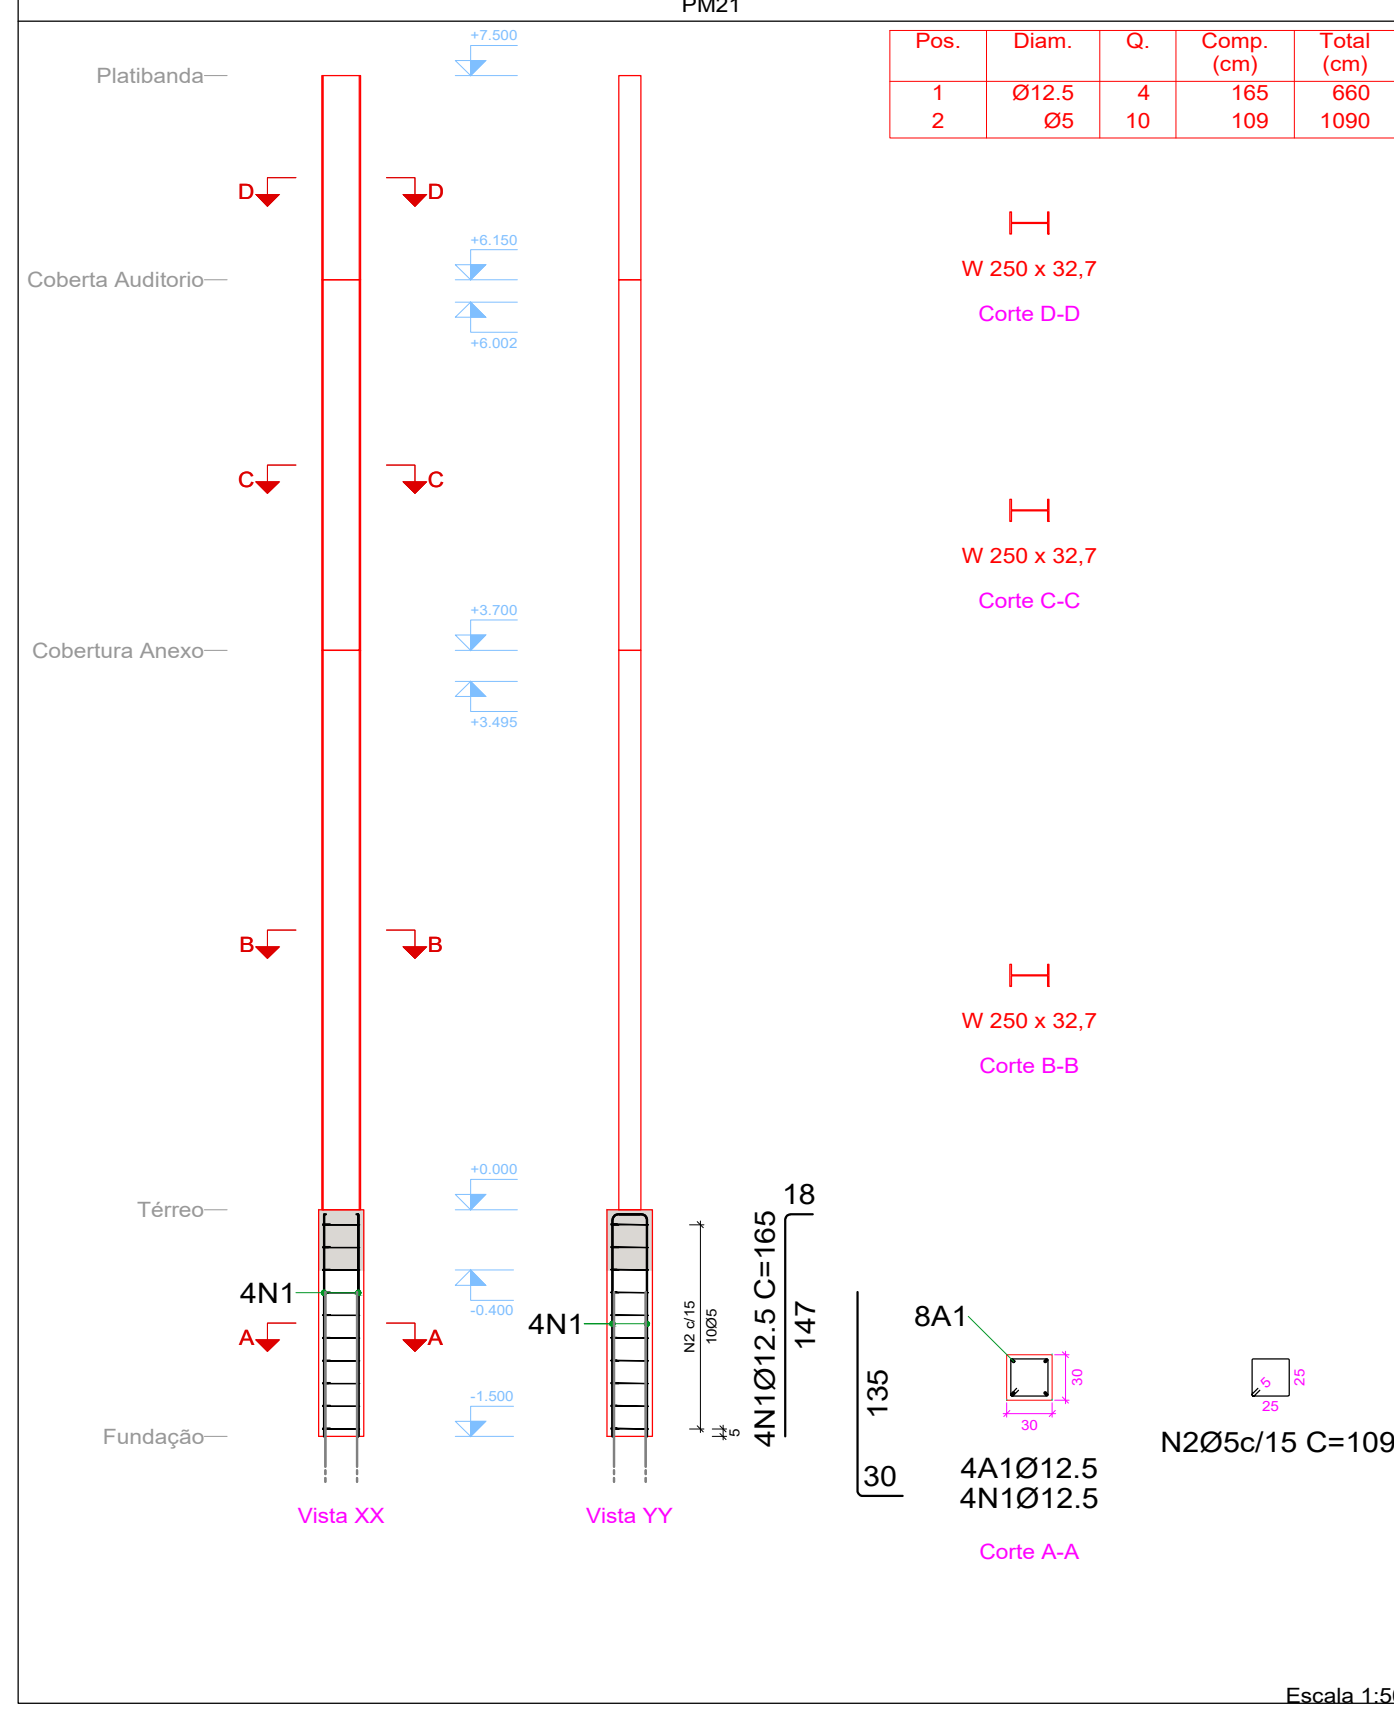 PM21
Pos. Diam. Q. Comp. (cm) Total (cm)
1 Ø12.5 4 165 660
2 Ø5 10 109 1090
+7.500
Platibanda
D D
+6.150
Coberta Auditorio
+6.002
W 250 x 32,7
Corte D-D
C C
W 250 x 32,7
Corte C-C
+3.700
Cobertura Anexo
+3.495
B B
W 250 x 32,7
Corte B-B
+0.000
Térreo
-0.400
4N1
A A
-1.500
Fundação
Vista XX
4N1
Vista YY
N2 c/15
10Ø5
5
4N1Ø12.5 C=165
18
147
135
30
8A1
30
30
4A1Ø12.5
4N1Ø12.5
Corte A-A
5
25
25
N2Ø5c/15 C=109
Escala